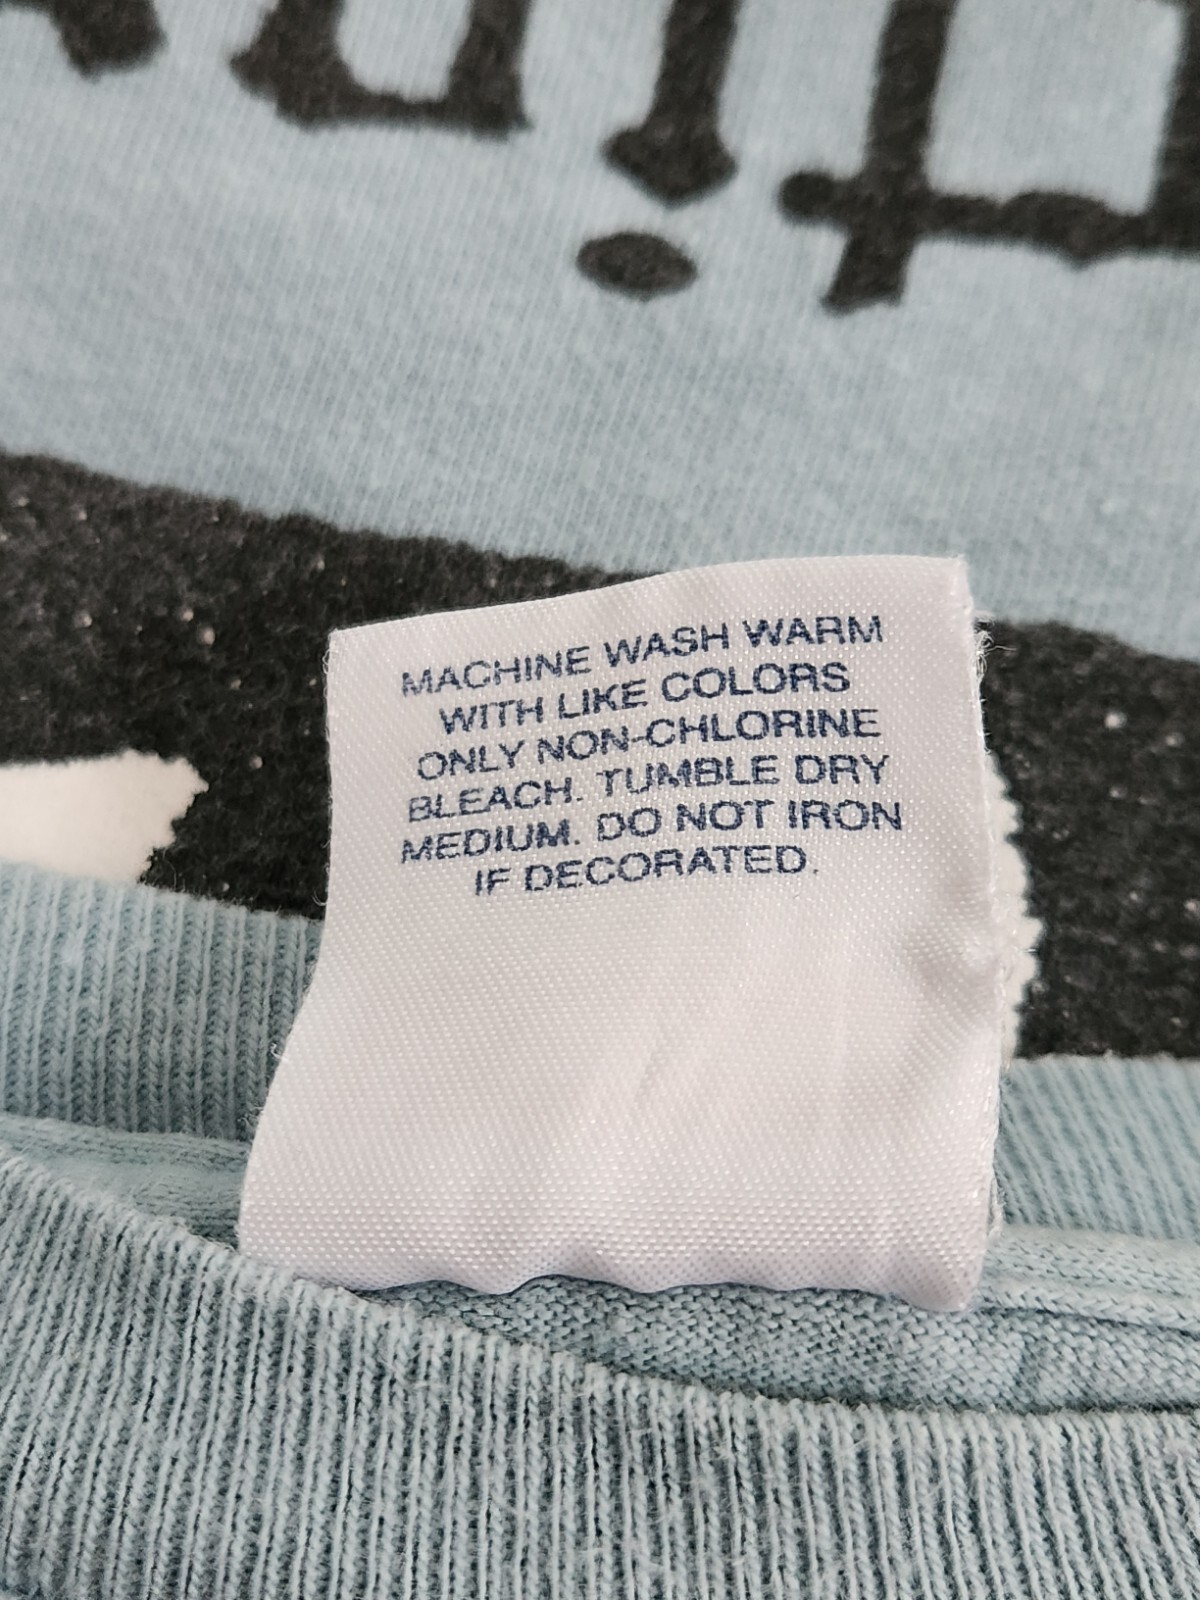 MACHINE WASH WARM
WITH LIKE COLORS
ONLY NON-CHLORINE
BLEACH. TUMBLE DRY
MEDIUM. DO NOT IRON
IF DECORATED.